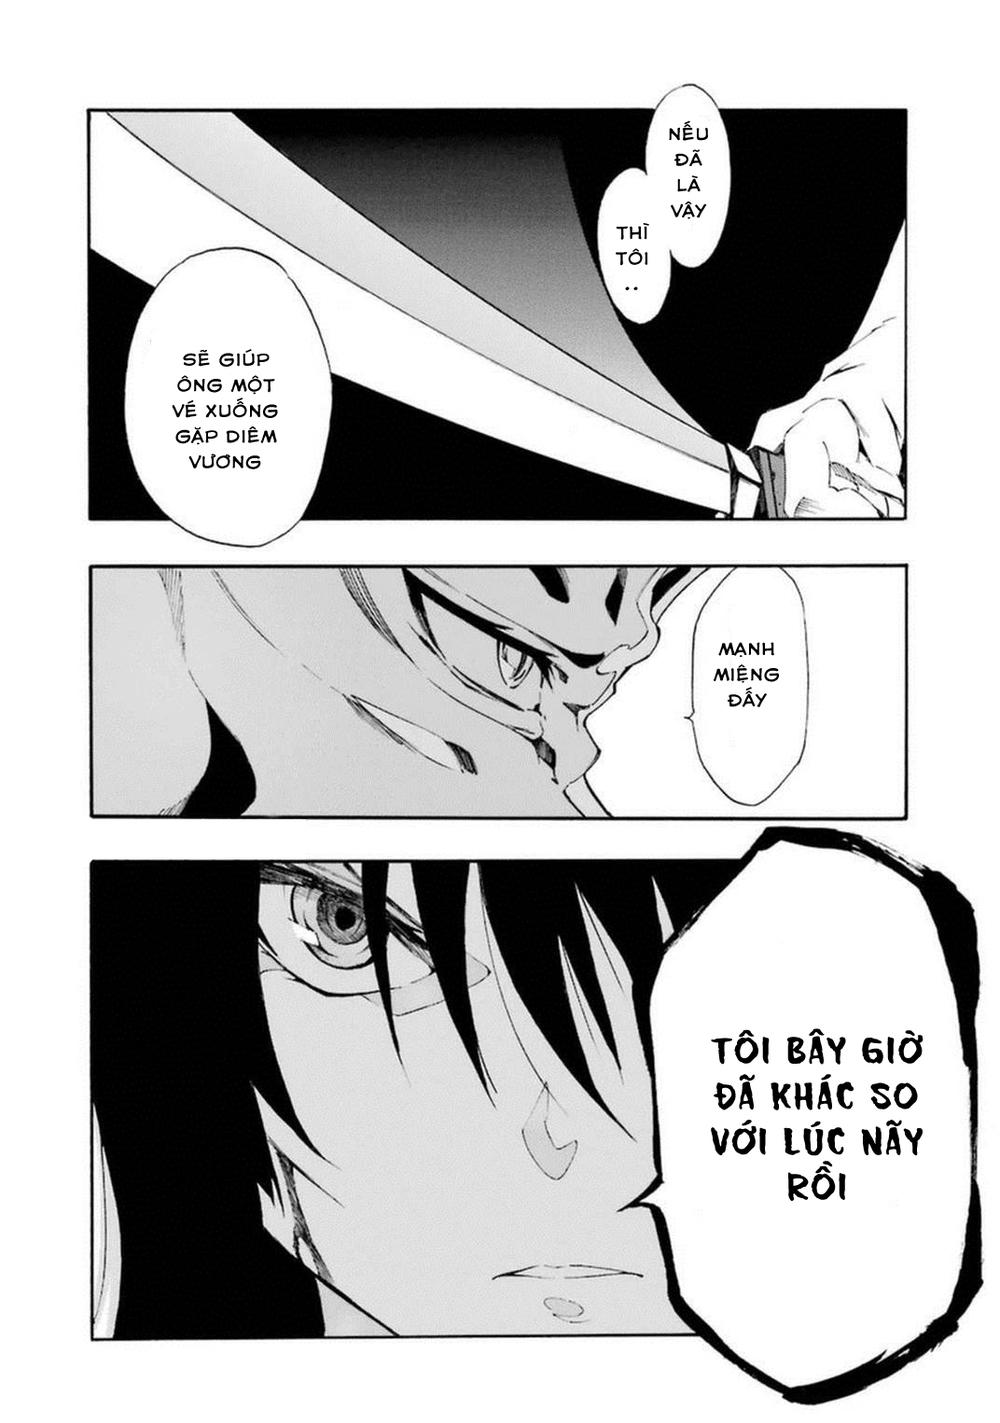 NẾU
ĐÃ
LÀ
VẬY
THÌ
TÔI
..
SẼ GIÚP
ÔNG MỘT
VÉ XUỐNG
GẶP DIÊM
VƯƠNG
MẠNH
MIỆNG
ĐẤY
TÔI BÂY GIỜ
ĐÃ KHÁC SO
VỚI LÚC NÃY
RỒI